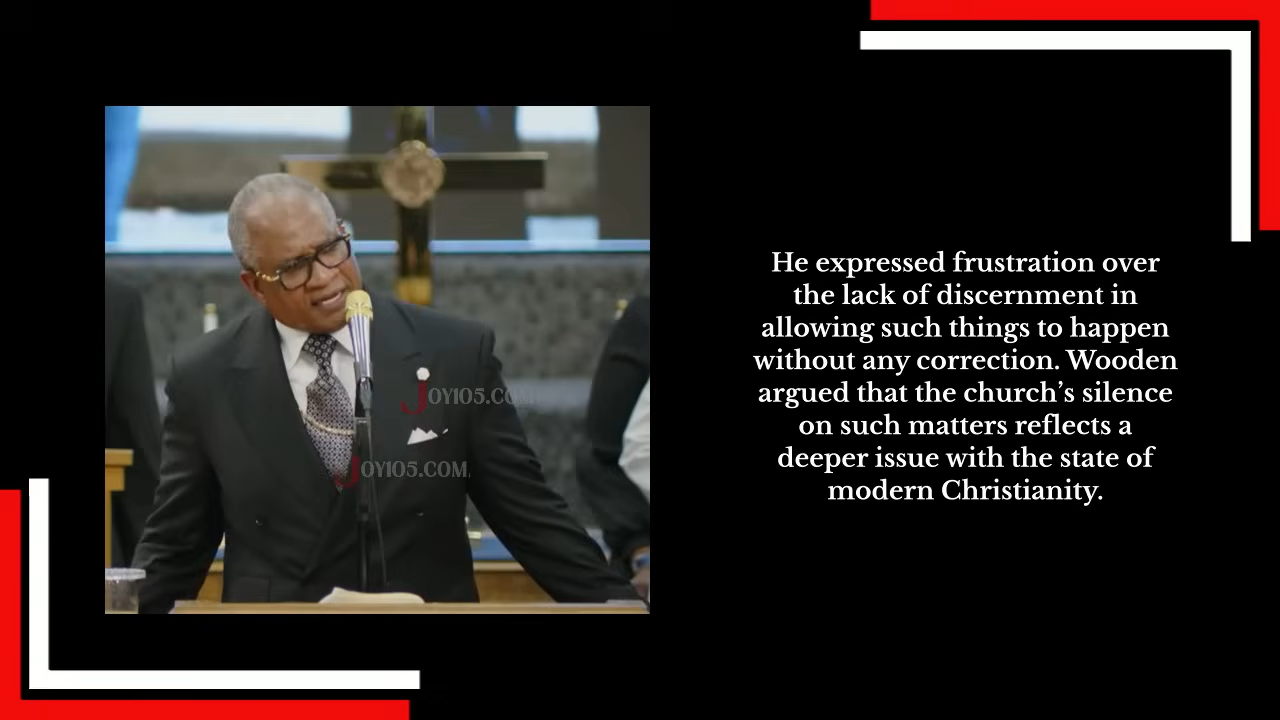 He expressed frustration over
the lack of discernment in
allowing such things to happen
without any correction. Wooden
argued that the church’s silence
on such matters reflects a
deeper issue with the state of
modern Christianity.
JOY105.COM
JOY105.COM